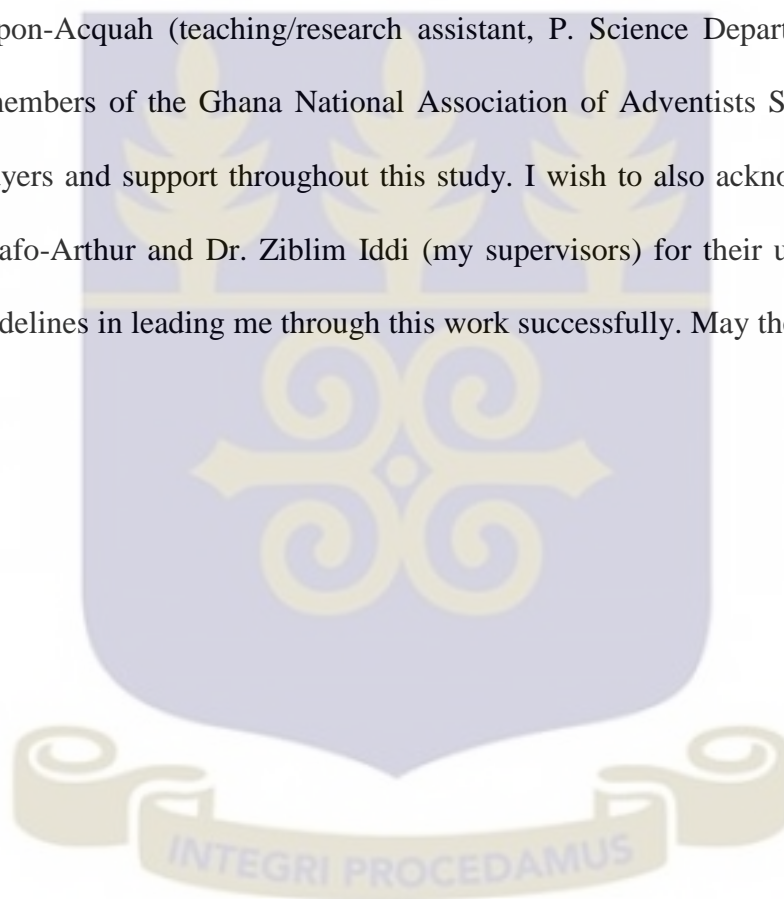 pon-Acquah (teaching/research assistant, P. Science Depart
members of the Ghana National Association of Adventists S
yers and support throughout this study. I wish to also ackno
afo-Arthur and Dr. Ziblim Iddi (my supervisors) for their u
idelines in leading me through this work successfully. May the
INTEGRI PROCEDAMUS